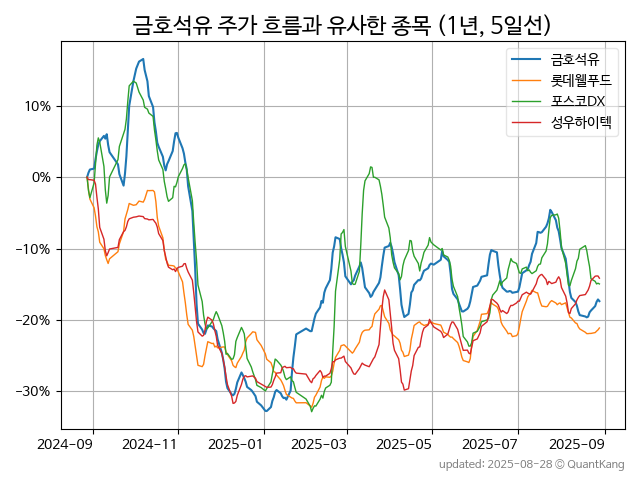 금호석유 주가 흐름과 유사한 종목 (1년, 5일선)
금호석유
롯데웰푸드
포스코DX
성우하이텍
10%
0%
−10%
−20%
−30%
2024-09 2024-11 2025-01 2025-03 2025-05 2025-07 2025-09
updated: 2025-08-28 © QuantKang